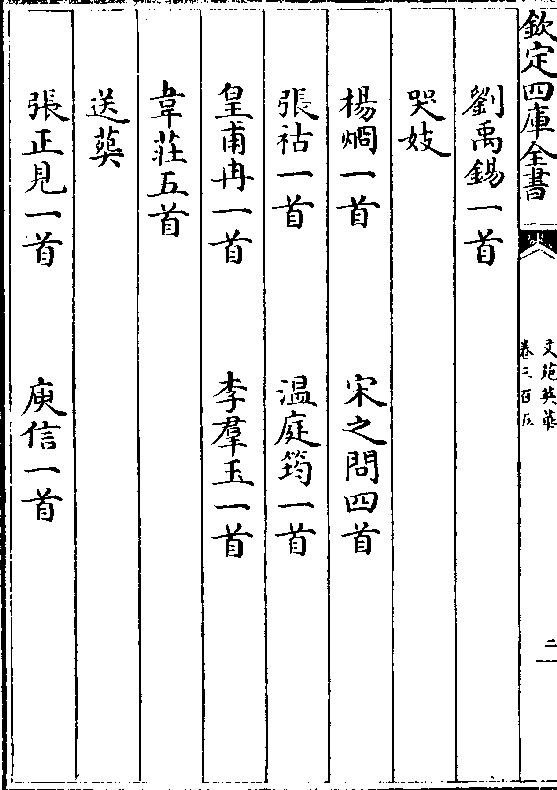 欽定四庫全書
文苑英華
卷三百五
二
劉禹錫一首
哭妓
楊烱一首 宋之問四首
張祜一首 温庭筠一首
皇甫冉一首 李羣玉一首
韋莊五首
送葬
張正見一首 庾信一首